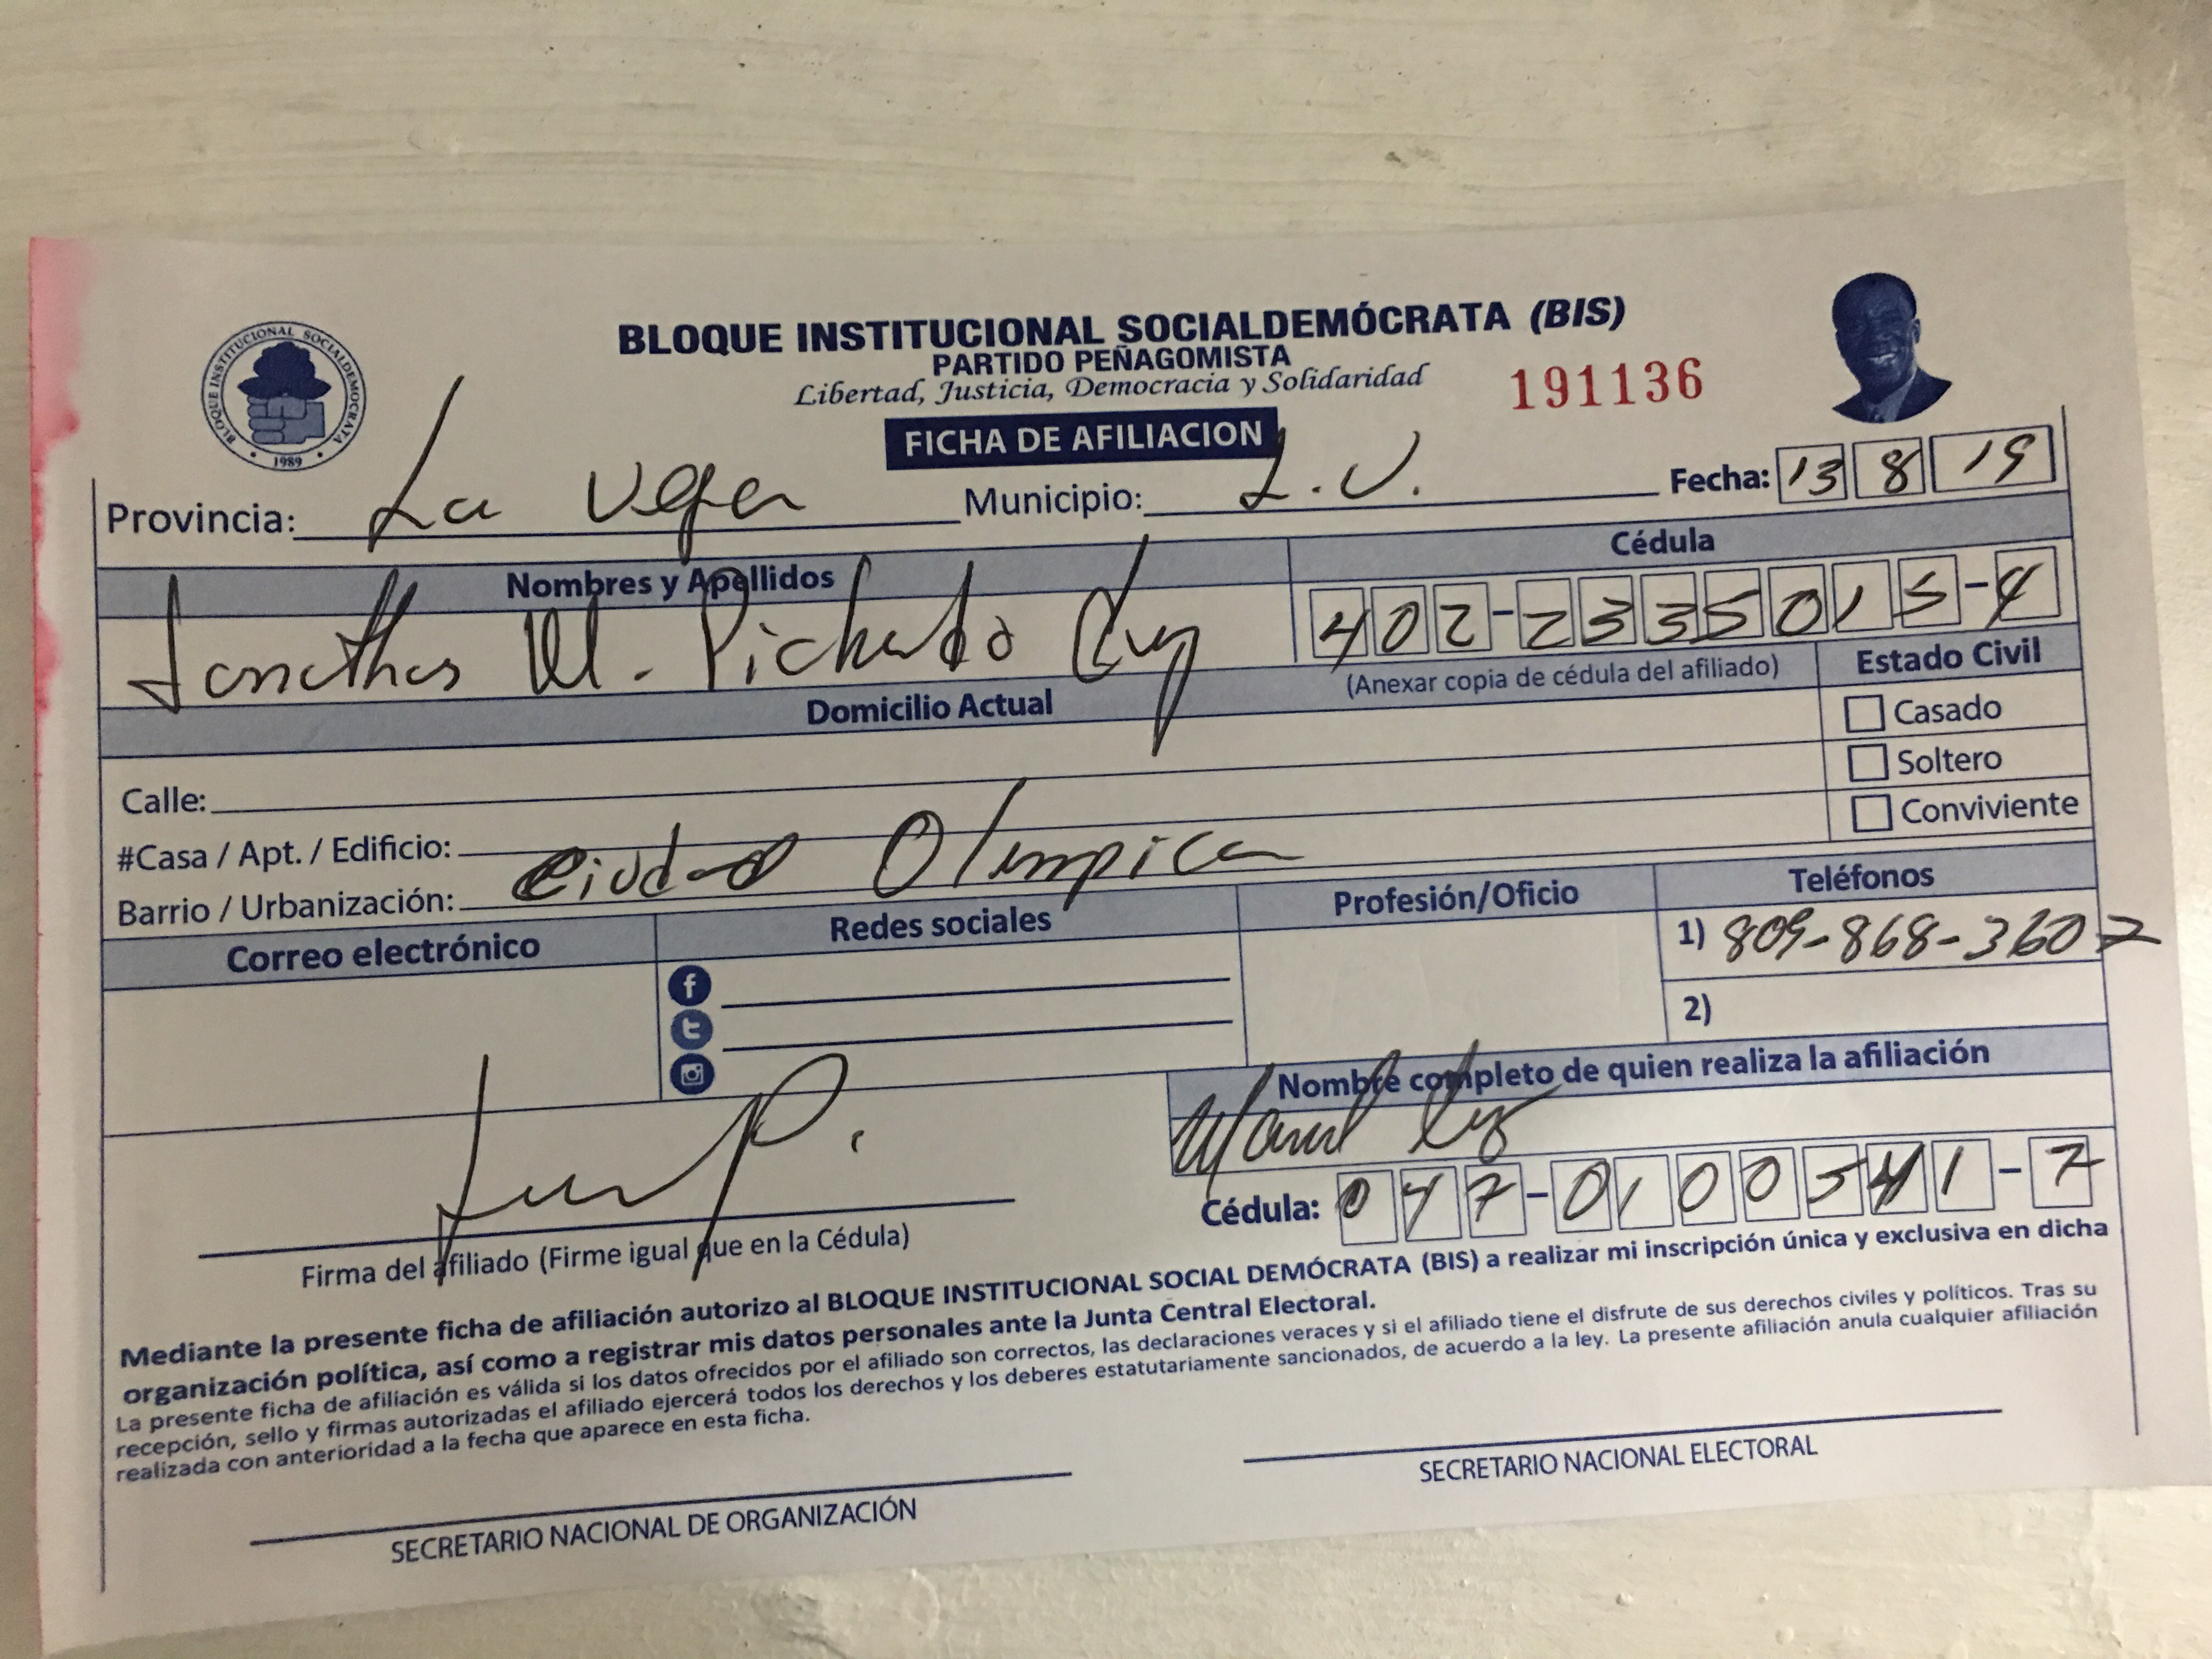 BLOQUE INSTITUCIONAL SOCIALDEMOCRATA
1989
BLOQUE INSTITUCIONAL SOCIALDEMÓCRATA (BIS)
PARTIDO PEÑAGOMISTA
Libertad, Justicia, Democracia y Solidaridad
191136
FICHA DE AFILIACION
Provincia: La Vega Municipio: L.V. Fecha: 13 8 19
Nombres y Apellidos Cédula
M. Pichardo 402-2335015-4
(Anexar copia de cédula del afiliado)
Domicilio Actual
Estado Civil
Casado
Soltero
Conviviente
Calle:
#Casa / Apt. / Edificio:
Barrio / Urbanización: Ciudad Olimpica
Correo electrónico Redes sociales Profesión/Oficio Teléfonos
1) 809-868-3607
2)
Nombre completo de quien realiza la afiliación
Cédula: 047-0100541-7
Firma del afiliado (Firme igual que en la Cédula)
Mediante la presente ficha de afiliación autorizo al BLOQUE INSTITUCIONAL SOCIAL DEMÓCRATA (BIS) a realizar mi inscripción única y exclusiva en dicha
organización política, así como a registrar mis datos personales ante la Junta Central Electoral.
La presente ficha de afiliación es válida si los datos ofrecidos por el afiliado son correctos, las declaraciones veraces y si el afiliado tiene el disfrute de sus derechos civiles y políticos. Tras su
recepción, sello y firmas autorizadas el afiliado ejercerá todos los derechos y los deberes estatutariamente sancionados, de acuerdo a la ley. La presente afiliación anula cualquier afiliación
realizada con anterioridad a la fecha que aparece en esta ficha.
SECRETARIO NACIONAL DE ORGANIZACIÓN
SECRETARIO NACIONAL ELECTORAL